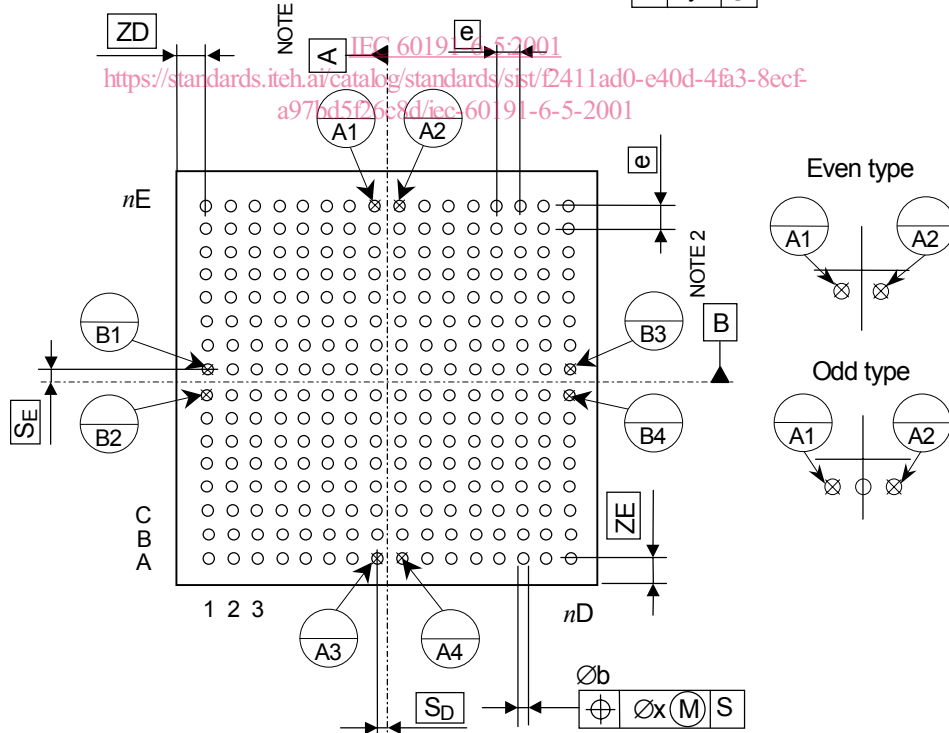 ZD
NOTE
A
IEC 60191-6-5:2001
e
https://standards.iteh.ai/catalog/standards/sist/f2411ad0-e40d-4fa3-8ecf-
a97bd5f26c8d/iec-60191-6-5-2001
A1
A2
e
Even type
nE
A1
A2
NOTE 2
B1
B3
B
SE
B2
B4
Odd type
A1
A2
ZE
C
B
A
1 2 3
nD
A3
A4
Øb
SD
Øx M S